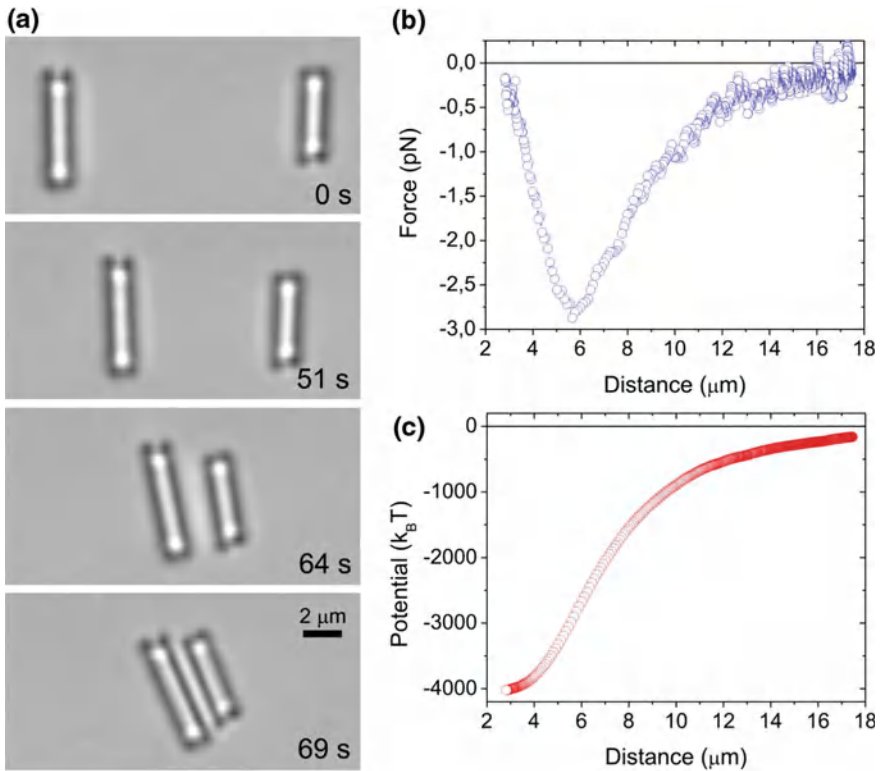 (a)
0 s
51 s
64 s
2 μm
69 s
(b)
0,0
-0,5
-1,0
-1,5
-2,0
-2,5
-3,0
Force (pN)
2 4 6 8 10 12 14 16 18
Distance (μm)
(c)
0
-1000
-2000
-3000
-4000
Potential (k_BT)
2 4 6 8 10 12 14 16 18
Distance (μm)